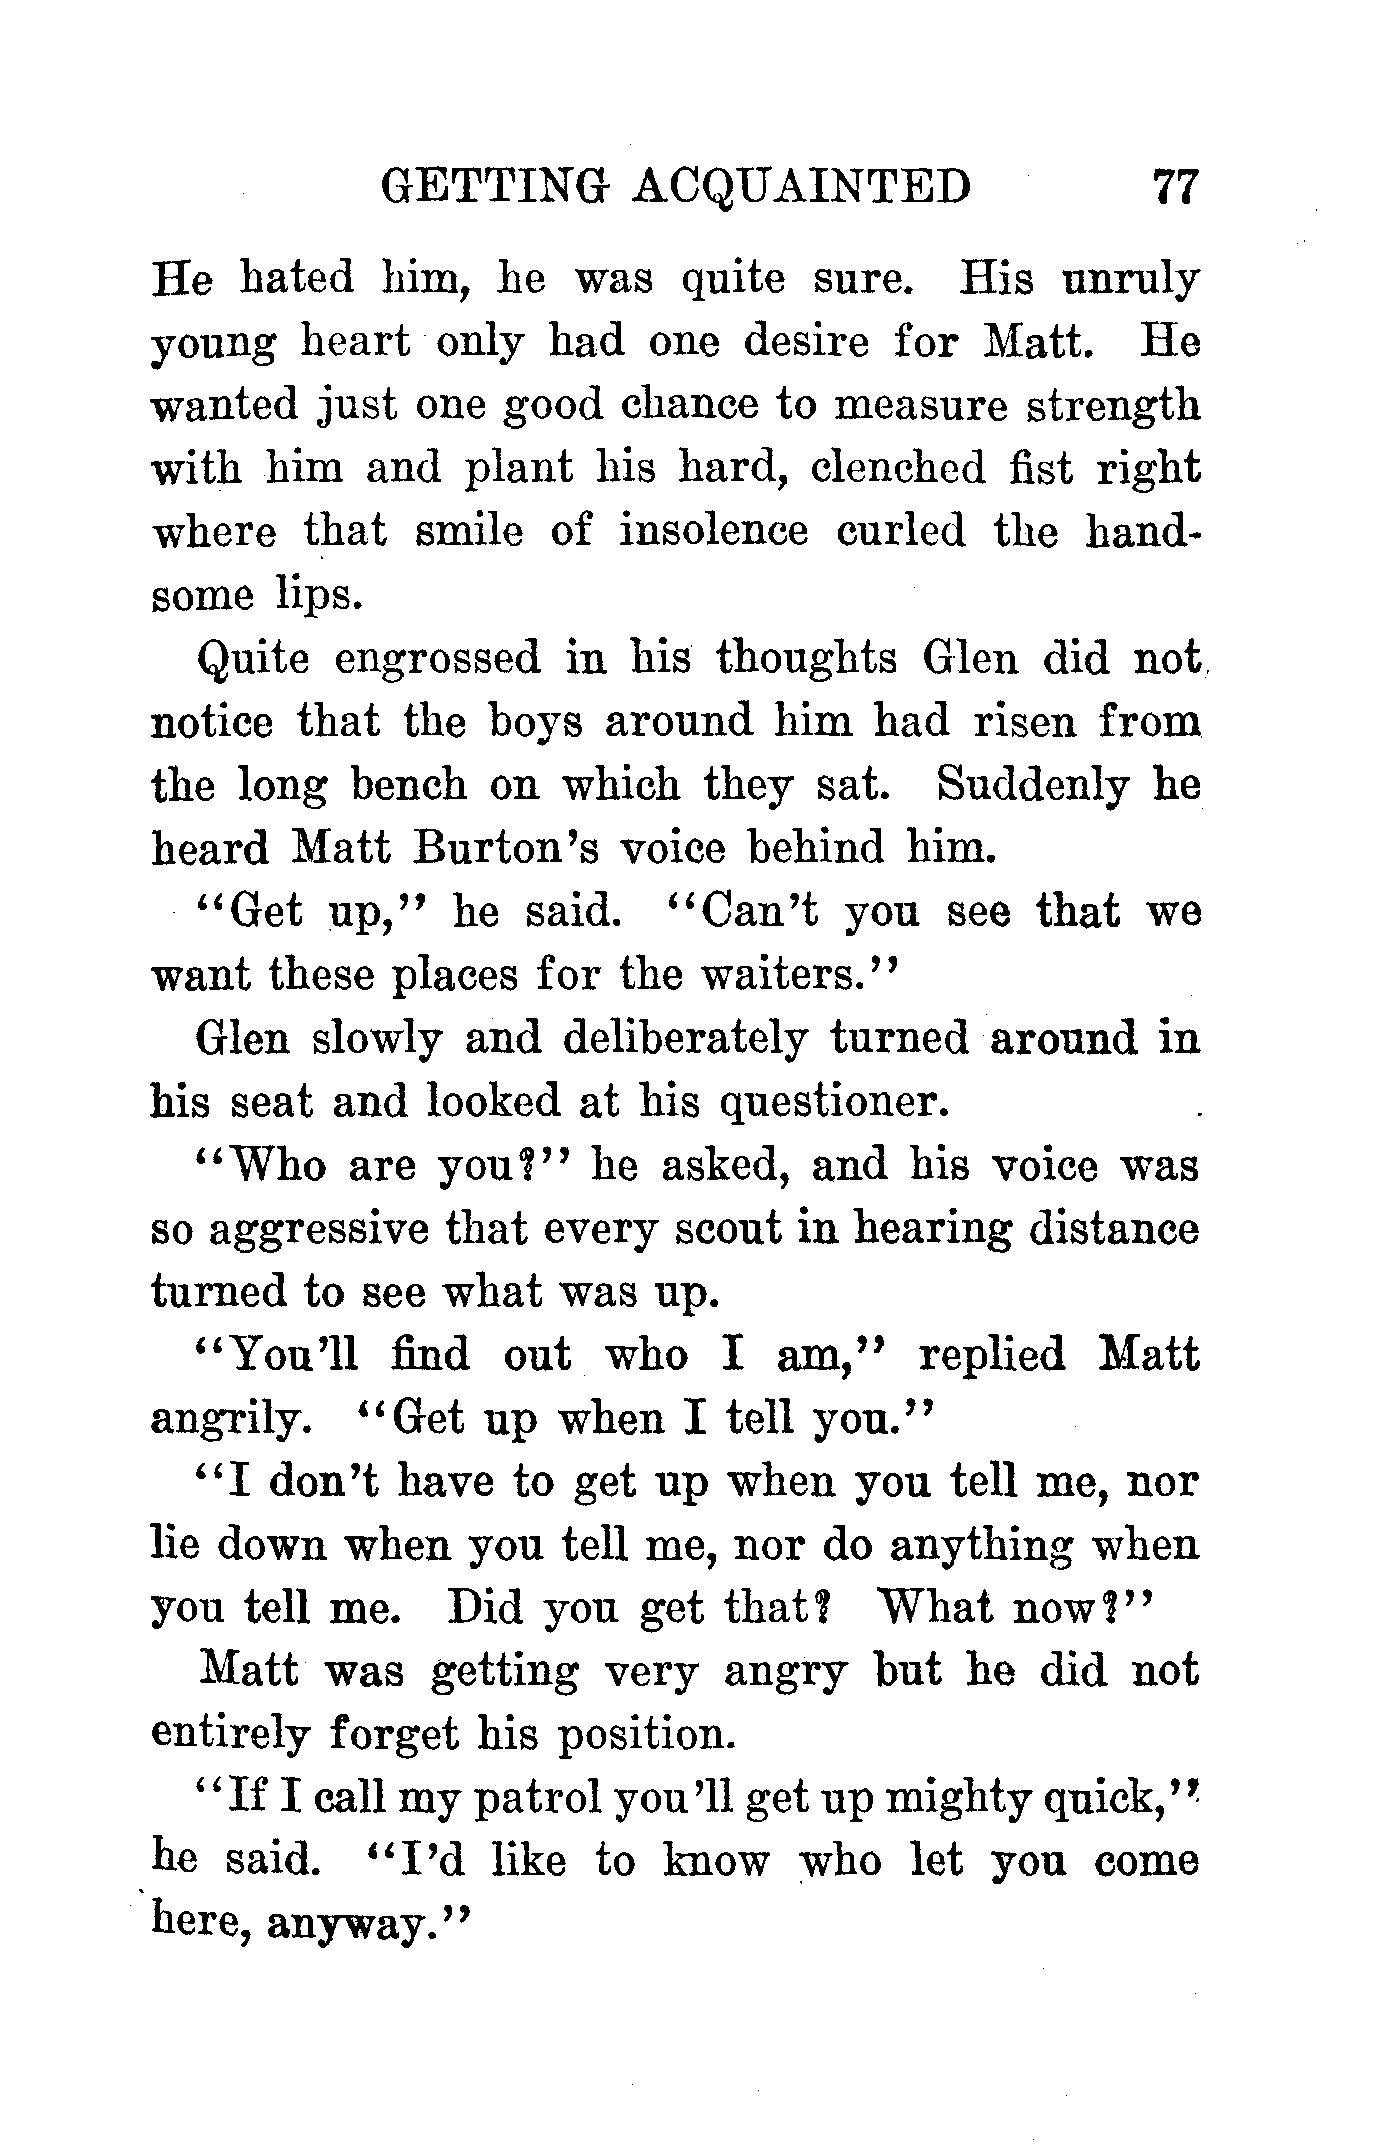 GETTING ACQUAINTED 77
He hated him, he was quite sure. His unruly
young heart only had one desire for Matt. He
wanted just one good chance to measure strength
with him and plant his hard, clenched fist right
where that smile of insolence curled the hand-
some lips.
Quite engrossed in his thoughts Glen did not
notice that the boys around him had risen from
the long bench on which they sat. Suddenly he
heard Matt Burton's voice behind him.
"Get up," he said. "Can't you see that we
want these places for the waiters."
Glen slowly and deliberately turned around in
his seat and looked at his questioner.
"Who are you?" he asked, and his voice was
so aggressive that every scout in hearing distance
turned to see what was up.
"You'll find out who I am," replied Matt
angrily. "Get up when I tell you."
"I don't have to get up when you tell me, nor
lie down when you tell me, nor do anything when
you tell me. Did you get that? What now?"
Matt was getting very angry but he did not
entirely forget his position.
"If I call my patrol you'll get up mighty quick,"
he said. "I'd like to know who let you come
here, anyway."